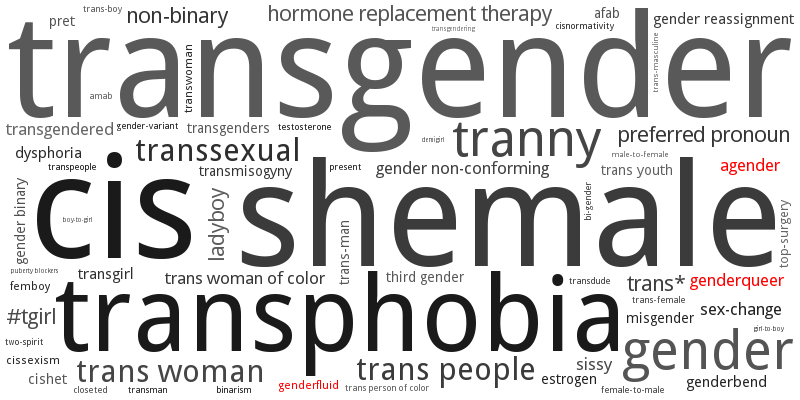 trans-boy
pret
non-binary
hormone replacement therapy
afab
gender reassignment
cisnormativity
transgendering
transgender
transwoman
trans-masculine
amab
transgendered
gender-variant
transgenders
testosterone
demigirl
tranny
preferred pronoun
dysphoria
transsexual
male-to-female
transpeople
transmisogyny
present
gender non-conforming
trans youth
agender
cis
shemale
gender binary
boy-to-girl
ladyboy
trans-man
bi-gender
top-surgery
puberty blockers
transgirl
trans woman of color
third gender
transdude
trans*
genderqueer
femboy
trans-female
#tgirl
transphobia
misgender
sex-change
girl-to-boy
two-spirit
gender
cissexism
cishet
trans woman
trans people
sissy
estrogen
genderbend
closeted
transman
binarism
genderfluid
trans person of color
female-to-male